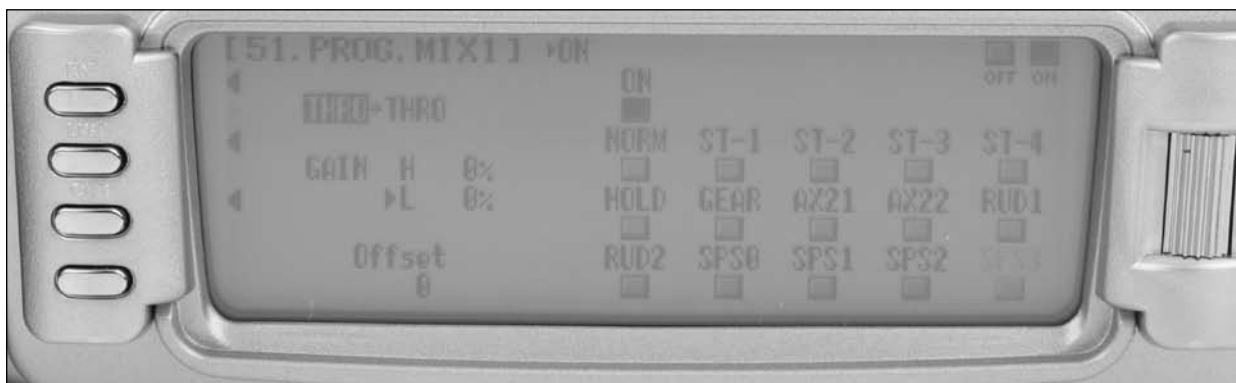 [51.PROG.MIX1] ▸ON
OFF ON
ON
THRO→THRO
NORM ST-1 ST-2 ST-3 ST-4
GAIN H 0%
▸L 0%
HOLD GEAR AX21 AX22 RUD1
Offset
0
RUD2 SPS0 SPS1 SPS2 SPS3